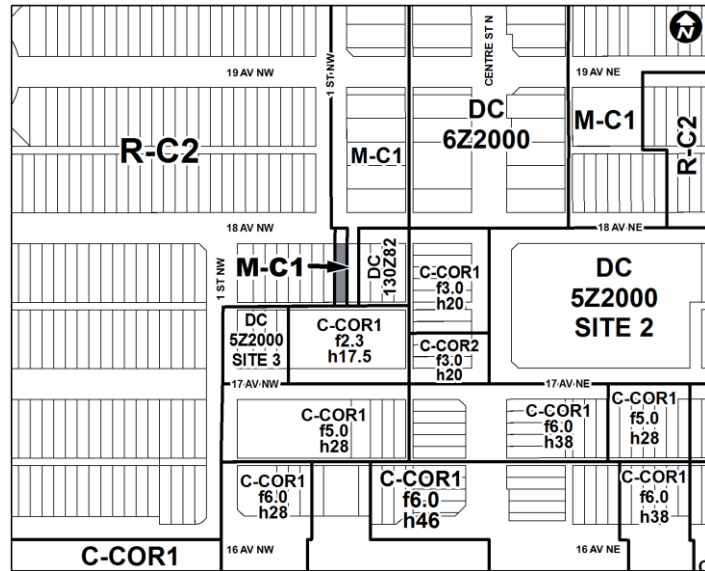 N
19 AV NW
1 ST NW
CENTRE ST N
19 AV NE
DC
6Z2000
M-C1
R-C2
R-C2
M-C1
18 AV NW
18 AV NE
M-C1
1 ST NW
DC
130Z82
C-COR1
f3.0
h20
DC
5Z2000
SITE 2
DC
5Z2000
SITE 3
C-COR1
f2.3
h17.5
C-COR2
f3.0
h20
17 AV NW
17 AV NE
C-COR1
f5.0
h28
C-COR1
f6.0
h38
C-COR1
f5.0
h28
C-COR1
f6.0
h28
C-COR1
f6.0
h46
C-COR1
f6.0
h38
C-COR1
16 AV NW
16 AV NE